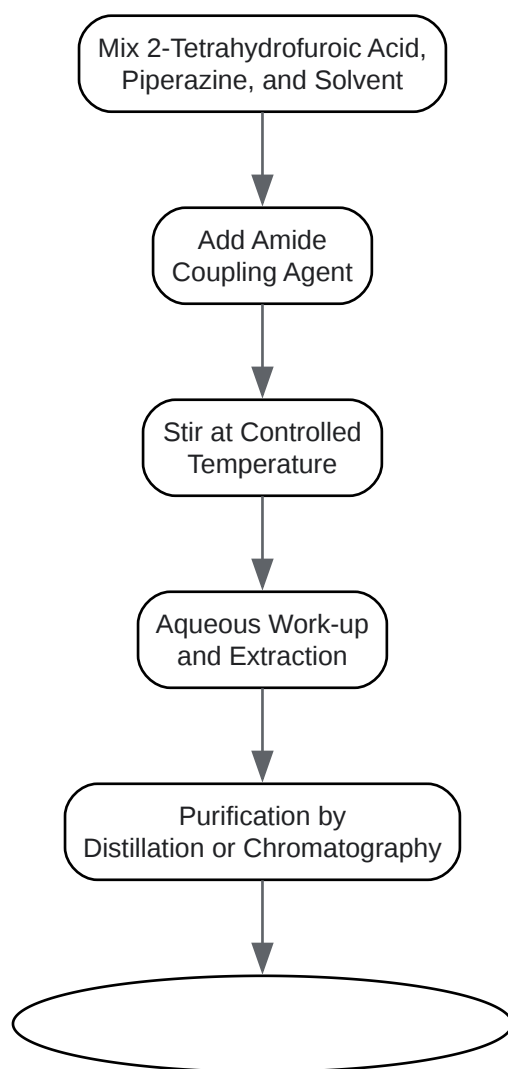 Mix 2-Tetrahydrofuroic Acid,
Piperazine, and Solvent
Add Amide
Coupling Agent
Stir at Controlled
Temperature
Aqueous Work-up
and Extraction
Purification by
Distillation or Chromatography